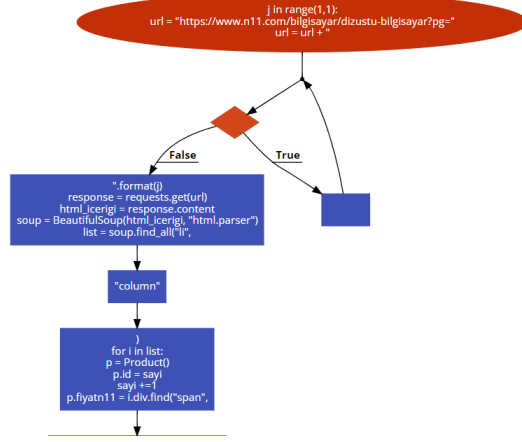 j in range(1,1):
url = "https://www.n11.com/bilgisayar/dizustu-bilgisayar?pg="
url = url + "
False
True
".format(j)
response = requests.get(url)
html_icerigi = response.content
soup = BeautifulSoup(html_icerigi, "html.parser")
list = soup.find_all("li",
"column"
)
for i in list:
p = Product()
p.id = sayi
sayi +=1
p.fiyatn11 = i.div.find("span",